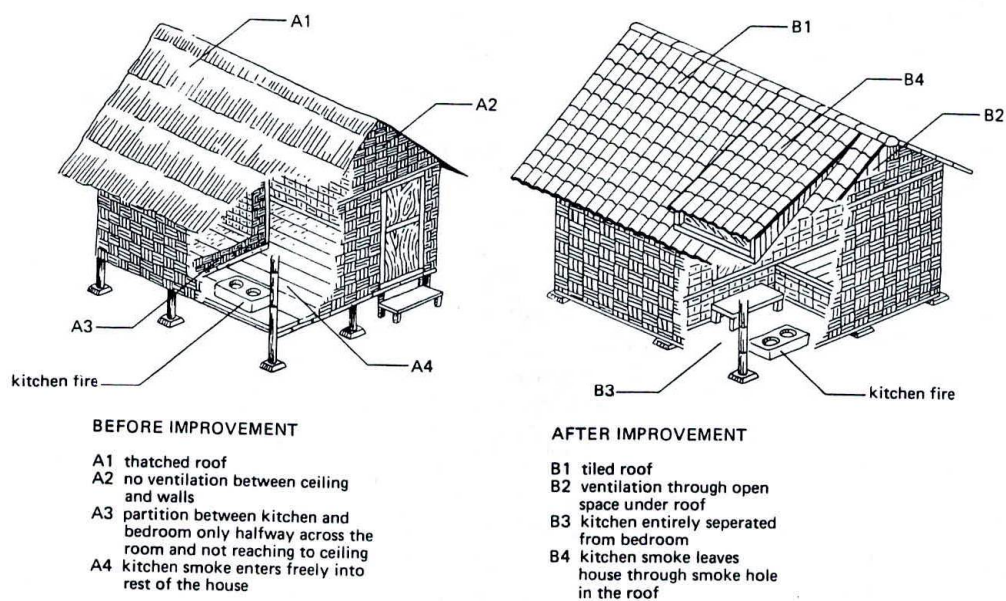 A1
A2
A3
kitchen fire
A4
B1
B4
B2
B3
kitchen fire
BEFORE IMPROVEMENT
A1 thatched roof
A2 no ventilation between ceiling
and walls
A3 partition between kitchen and
bedroom only halfway across the
room and not reaching to ceiling
A4 kitchen smoke enters freely into
rest of the house
AFTER IMPROVEMENT
B1 tiled roof
B2 ventilation through open
space under roof
B3 kitchen entirely seperated
from bedroom
B4 kitchen smoke leaves
house through smoke hole
in the roof